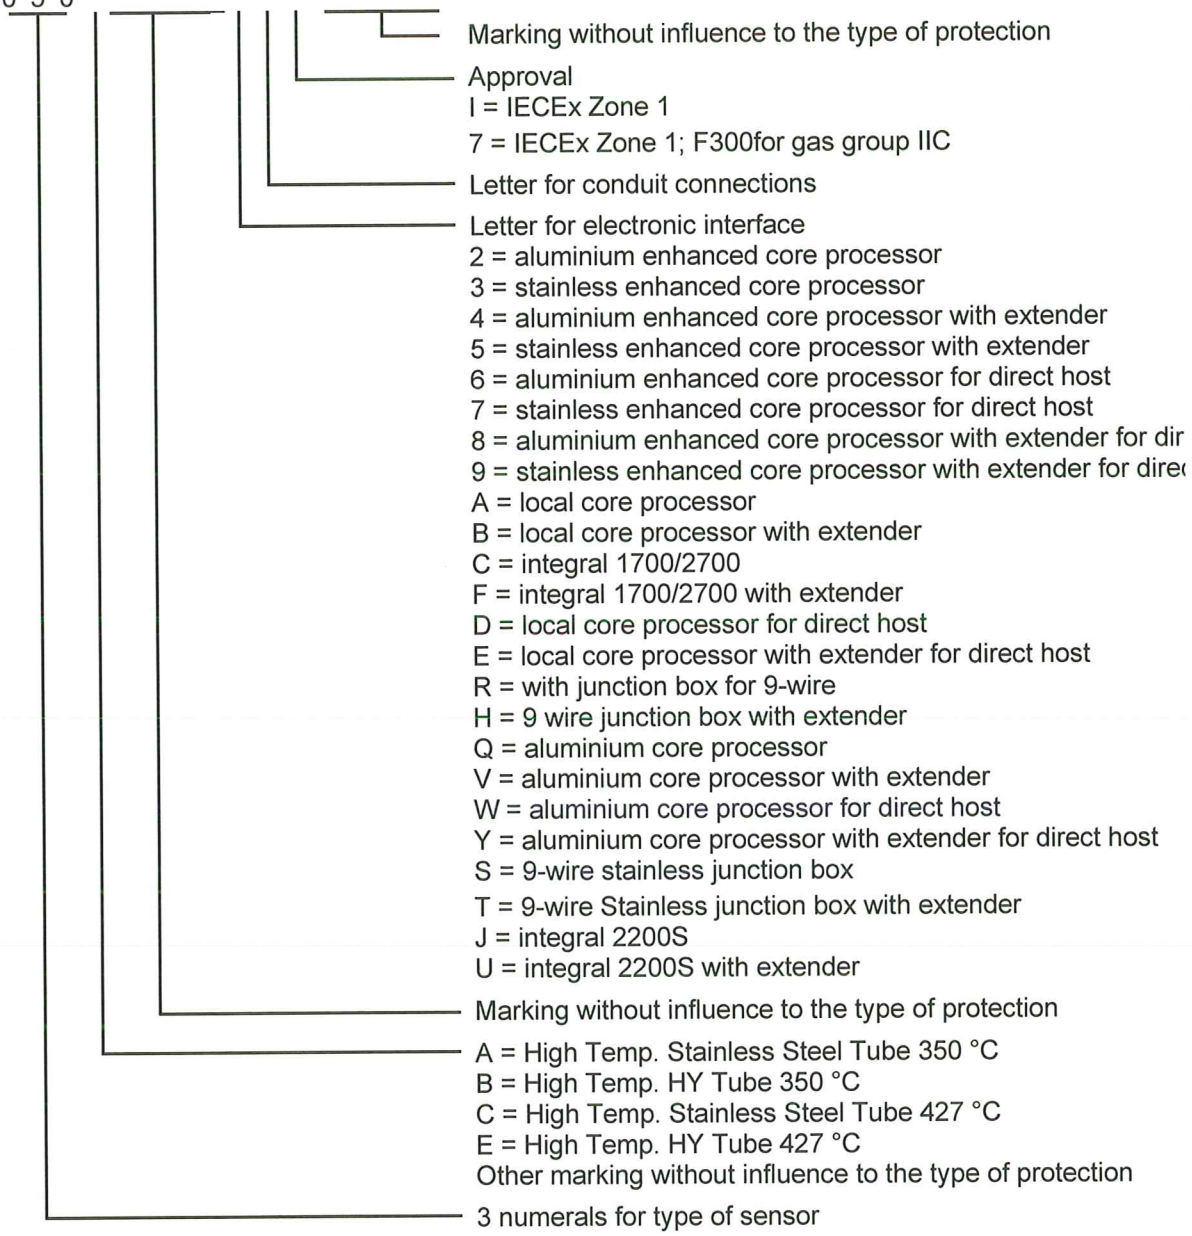 Marking without influence to the type of protection
Approval
I = IECEx Zone 1
7 = IECEx Zone 1; F300for gas group IIC
Letter for conduit connections
Letter for electronic interface
2 = aluminium enhanced core processor
3 = stainless enhanced core processor
4 = aluminium enhanced core processor with extender
5 = stainless enhanced core processor with extender
6 = aluminium enhanced core processor for direct host
7 = stainless enhanced core processor for direct host
8 = aluminium enhanced core processor with extender for dir
9 = stainless enhanced core processor with extender for dire
A = local core processor
B = local core processor with extender
C = integral 1700/2700
F = integral 1700/2700 with extender
D = local core processor for direct host
E = local core processor with extender for direct host
R = with junction box for 9-wire
H = 9 wire junction box with extender
Q = aluminium core processor
V = aluminium core processor with extender
W = aluminium core processor for direct host
Y = aluminium core processor with extender for direct host
S = 9-wire stainless junction box
T = 9-wire Stainless junction box with extender
J = integral 2200S
U = integral 2200S with extender
Marking without influence to the type of protection
A = High Temp. Stainless Steel Tube 350 °C
B = High Temp. HY Tube 350 °C
C = High Temp. Stainless Steel Tube 427 °C
E = High Temp. HY Tube 427 °C
Other marking without influence to the type of protection
3 numerals for type of sensor